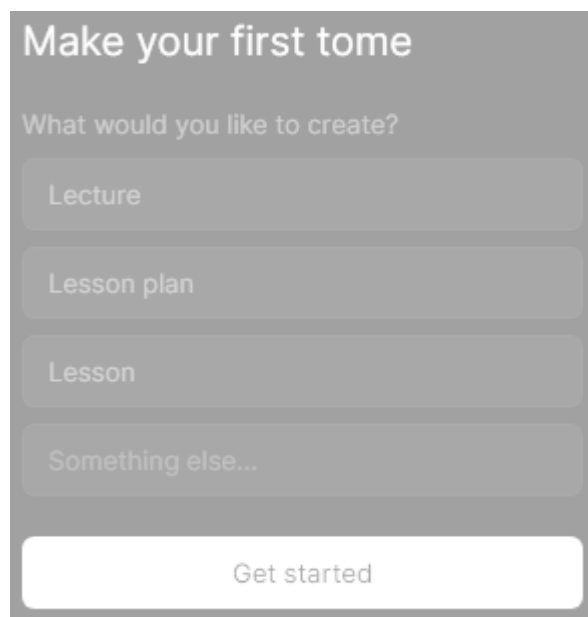 Make your first tome
What would you like to create?
Lecture
Lesson plan
Lesson
Something else...
Get started